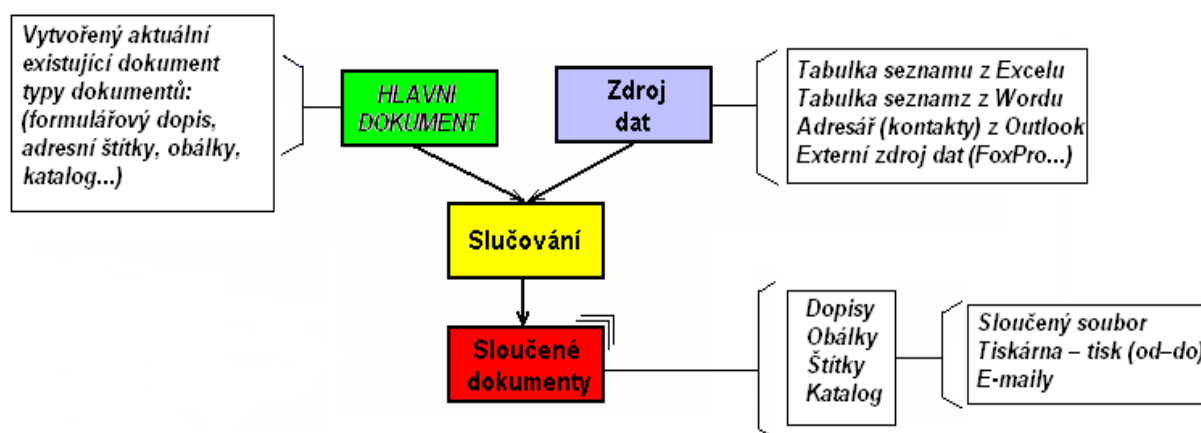 Vytvořený aktuální
existující dokument
typy dokumentů:
(formulářový dopis,
adresní štítky, obálky,
katalog...)
HLAVNÍ
DOKUMENT
Zdroj
dat
Tabulka seznamu z Excelu
Tabulka seznamz z Wordu
Adresář (kontakty) z Outlook
Externí zdroj dat (FoxPro...)
Slučování
Sloučené
dokumenty
Dopisy
Obálky
Štítky
Katalog
Sloučený soubor
Tiskárna – tisk (od–do)
E-maily